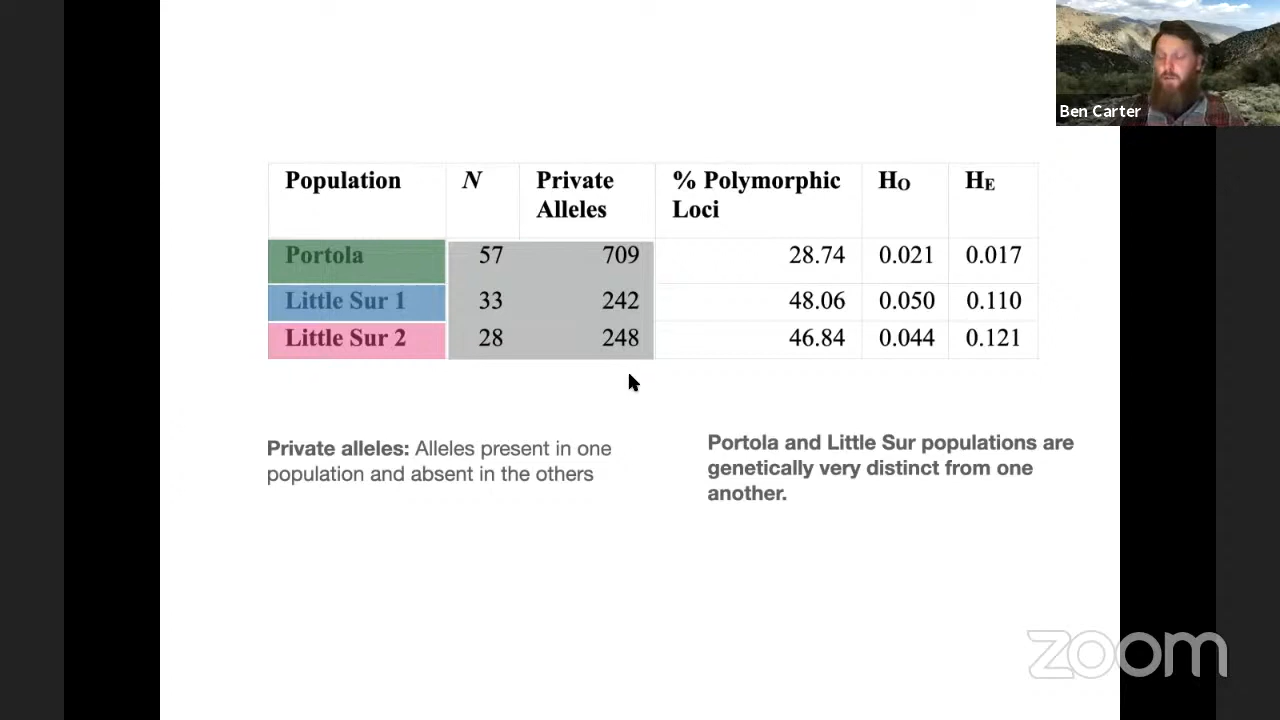 Ben Carter
Population N Private Alleles % Polymorphic Loci HO HE
Portola 57 709 28.74 0.021 0.017
Little Sur 1 33 242 48.06 0.050 0.110
Little Sur 2 28 248 46.84 0.044 0.121
Private alleles: Alleles present in one
population and absent in the others
Portola and Little Sur populations are
genetically very distinct from one
another.
zoom